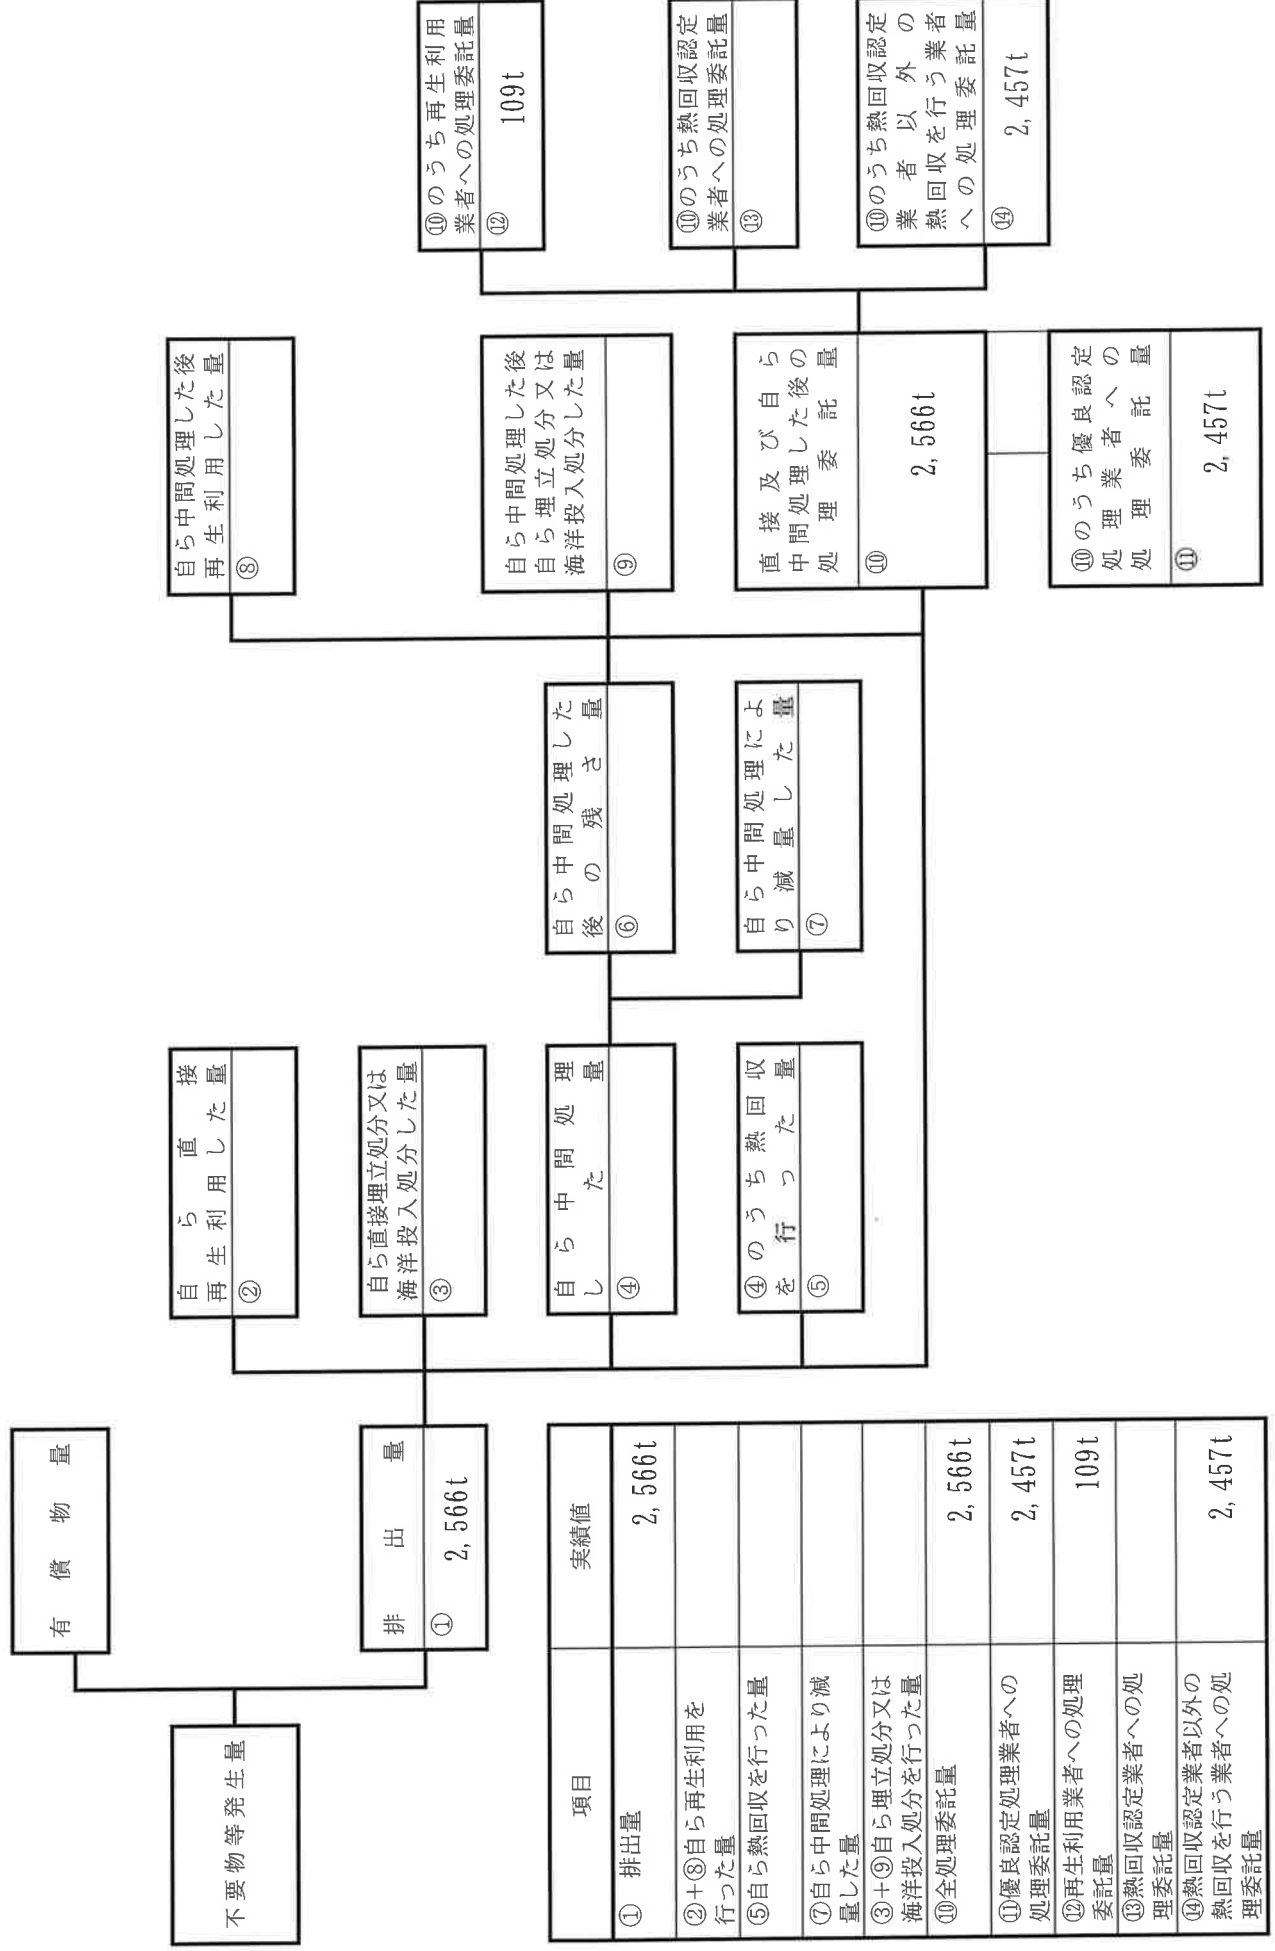 有償物量
不要物等発生量
排出量
① 2,566t
自ら直接
再生利用した量
②
自ら直接埋立処分又は
海洋投入処分した量
③
自ら中間処理
した量
④
④のうち熱回収
を行った量
⑤
自ら中間処理した
後の残さ量
⑥
自ら中間処理によ
り減量した量
⑦
自ら中間処理した後
再生利用した量
⑧
自ら中間処理した後
自ら埋立処分又は
海洋投入処分した量
⑨
直接及び自ら
中間処理した後の
処理委託量
⑩ 2,566t
⑩のうち優良認定
処理業者への
処理委託量
⑪ 2,457t
⑩のうち再生利用
業者への処理委託量
⑫ 109t
⑩のうち熱回収認定
業者への処理委託量
⑬
⑩のうち熱回収認定
業者以外の
熱回収を行う業者
への処理委託量
⑭ 2,457t
項目 実績値
① 排出量 2,566t
②+⑧自ら再生利用を
行った量
⑤自ら熱回収を行った量
⑦自ら中間処理により減
量した量
③+⑨自ら埋立処分又は
海洋投入処分を行った量
⑩全処理委託量 2,566t
⑪優良認定処理業者への
処理委託量 2,457t
⑫再生利用業者への処理
委託量 109t
⑬熱回収認定業者への処
理委託量
⑭熱回収認定業者以外の
熱回収を行う業者への処
理委託量 2,457t